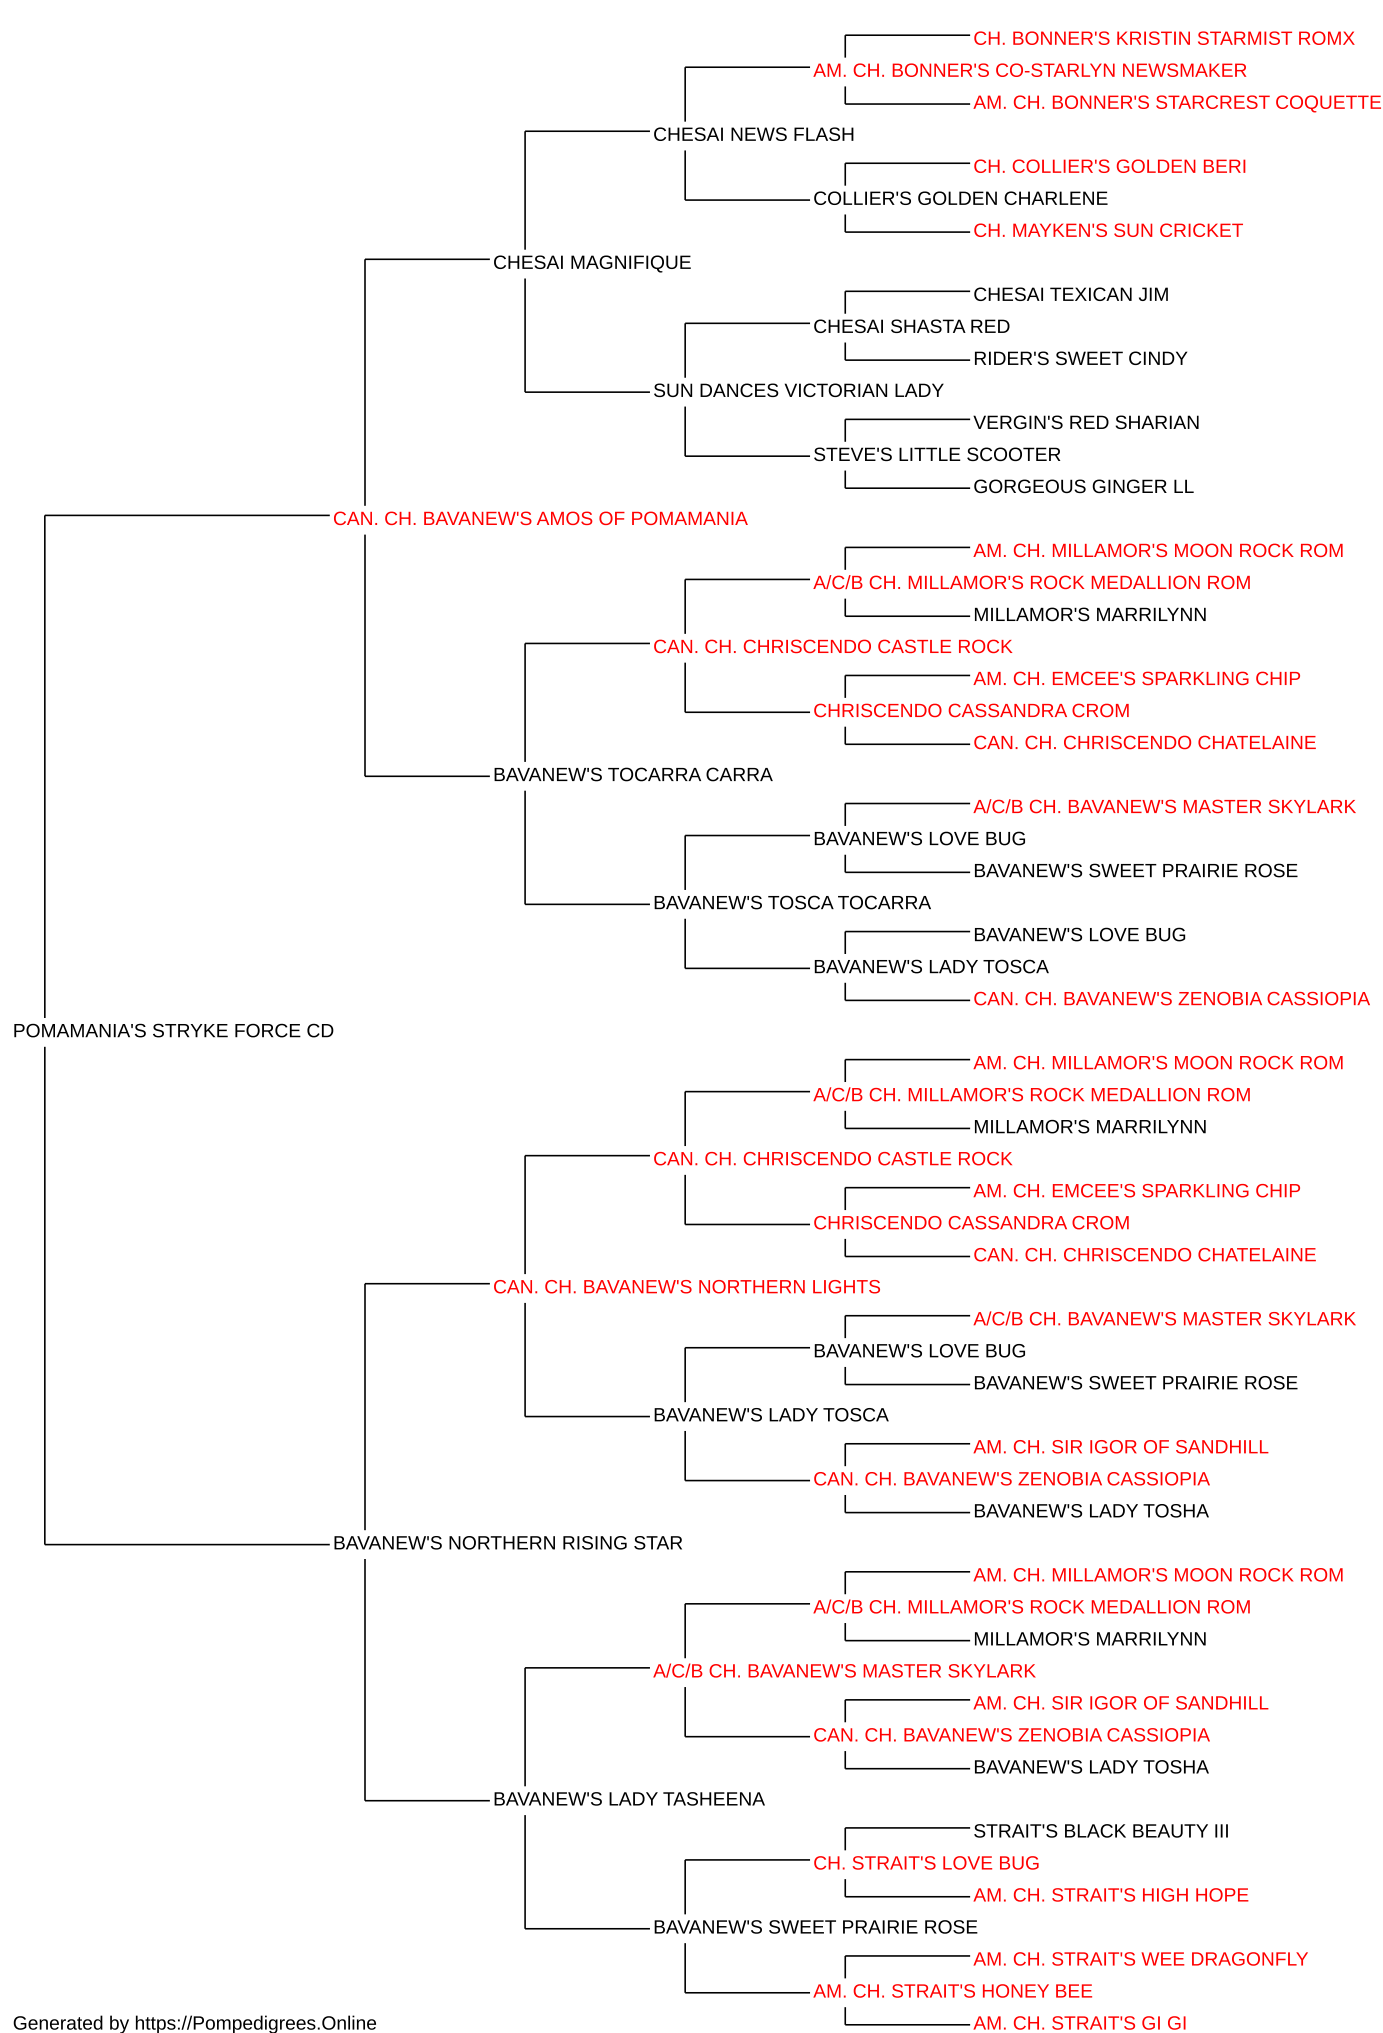 CH. BONNER'S KRISTIN STARMIST ROMX
AM. CH. BONNER'S CO-STARLYN NEWSMAKER
AM. CH. BONNER'S STARCREST COQUETTE
CHESAI NEWS FLASH
CH. COLLIER'S GOLDEN BERI
COLLIER'S GOLDEN CHARLENE
CH. MAYKEN'S SUN CRICKET
CHESAI MAGNIFIQUE
CHESAI TEXICAN JIM
CHESAI SHASTA RED
RIDER'S SWEET CINDY
SUN DANCES VICTORIAN LADY
VERGIN'S RED SHARIAN
STEVE'S LITTLE SCOOTER
GORGEOUS GINGER LL
CAN. CH. BAVANEW'S AMOS OF POMAMANIA
AM. CH. MILLAMOR'S MOON ROCK ROM
A/C/B CH. MILLAMOR'S ROCK MEDALLION ROM
MILLAMOR'S MARRILYNN
CAN. CH. CHRISCENDO CASTLE ROCK
AM. CH. EMCEE'S SPARKLING CHIP
CHRISCENDO CASSANDRA CROM
CAN. CH. CHRISCENDO CHATELAINE
BAVANEW'S TOCARRA CARRA
A/C/B CH. BAVANEW'S MASTER SKYLARK
BAVANEW'S LOVE BUG
BAVANEW'S SWEET PRAIRIE ROSE
BAVANEW'S TOSCA TOCARRA
BAVANEW'S LOVE BUG
BAVANEW'S LADY TOSCA
CAN. CH. BAVANEW'S ZENOBIA CASSIOPIA
POMAMANIA'S STRYKE FORCE CD
AM. CH. MILLAMOR'S MOON ROCK ROM
A/C/B CH. MILLAMOR'S ROCK MEDALLION ROM
MILLAMOR'S MARRILYNN
CAN. CH. CHRISCENDO CASTLE ROCK
AM. CH. EMCEE'S SPARKLING CHIP
CHRISCENDO CASSANDRA CROM
CAN. CH. CHRISCENDO CHATELAINE
CAN. CH. BAVANEW'S NORTHERN LIGHTS
A/C/B CH. BAVANEW'S MASTER SKYLARK
BAVANEW'S LOVE BUG
BAVANEW'S SWEET PRAIRIE ROSE
BAVANEW'S LADY TOSCA
AM. CH. SIR IGOR OF SANDHILL
CAN. CH. BAVANEW'S ZENOBIA CASSIOPIA
BAVANEW'S LADY TOSHA
BAVANEW'S NORTHERN RISING STAR
AM. CH. MILLAMOR'S MOON ROCK ROM
A/C/B CH. MILLAMOR'S ROCK MEDALLION ROM
MILLAMOR'S MARRILYNN
A/C/B CH. BAVANEW'S MASTER SKYLARK
AM. CH. SIR IGOR OF SANDHILL
CAN. CH. BAVANEW'S ZENOBIA CASSIOPIA
BAVANEW'S LADY TOSHA
BAVANEW'S LADY TASHEENA
STRAIT'S BLACK BEAUTY III
CH. STRAIT'S LOVE BUG
AM. CH. STRAIT'S HIGH HOPE
BAVANEW'S SWEET PRAIRIE ROSE
AM. CH. STRAIT'S WEE DRAGONFLY
AM. CH. STRAIT'S HONEY BEE
AM. CH. STRAIT'S GI GI
Generated by https://Pompedigrees.Online